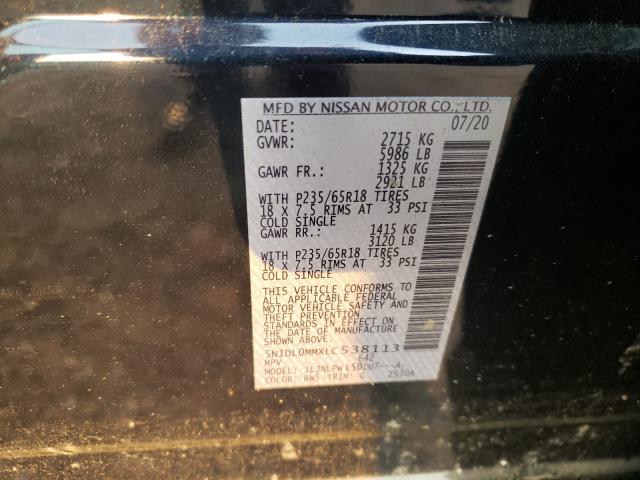 MFD BY NISSAN MOTOR CO., LTD.
DATE: 07/20
GVWR: 2715 KG
5986 LB
GAWR FR.: 1325 KG
2921 LB
WITH P235/65R18 TIRES
18 X 7.5 RIMS AT 33 PSI
COLD SINGLE
GAWR RR.: 1415 KG
3120 LB
WITH P235/65R18 TIRES
18 X 7.5 RIMS AT 33 PSI
COLD SINGLE
THIS VEHICLE CONFORMS TO
ALL APPLICABLE FEDERAL
MOTOR VEHICLE SAFETY AND
THEFT PREVENTION
STANDARDS IN EFFECT ON
THE DATE OF MANUFACTURE
5N1DL0MMXLC538113
MPV 642
MODEL:
COLOR: BW5 TRIM: G 2530A